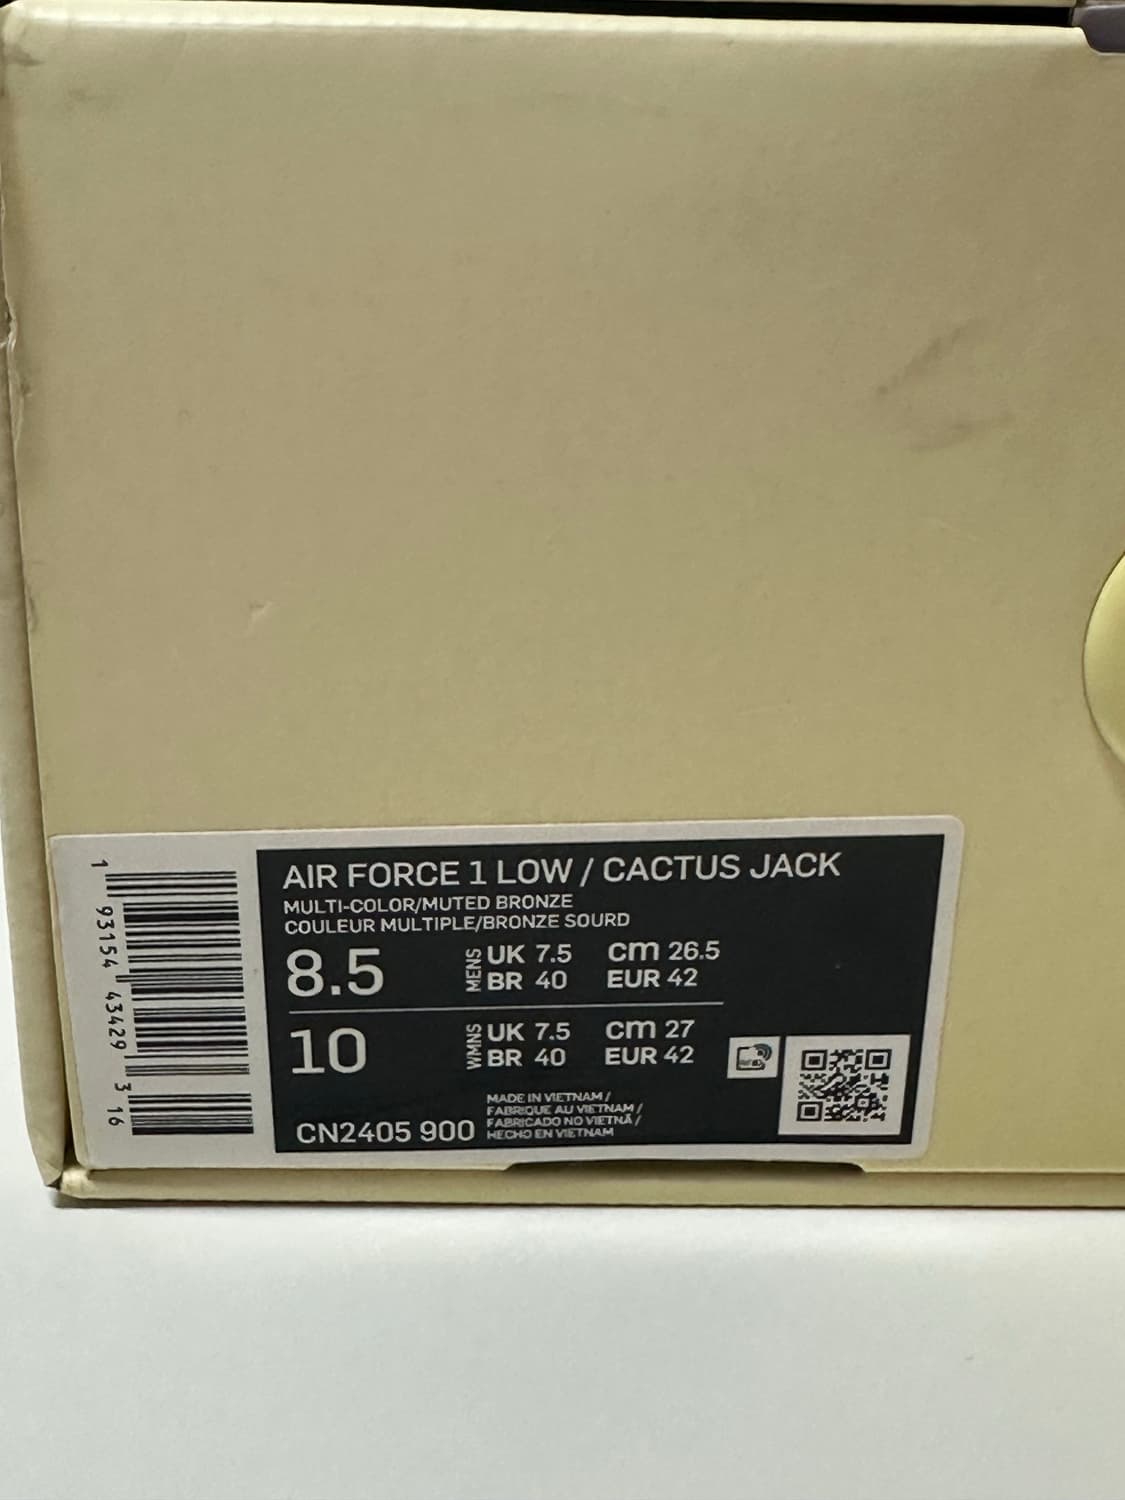 AIR FORCE 1 LOW / CACTUS JACK
MULTI-COLOR/MUTED BRONZE
COULEUR MULTIPLE/BRONZE SOURD
8.5
MENS
UK 7.5 cm 26.5
BR 40 EUR 42
10
WMNS
UK 7.5 cm 27
BR 40 EUR 42
CN2405 900
MADE IN VIETNAM /
FABRIQUE AU VIETNAM /
FABRICADO NO VIETNÃ /
HECHO EN VIETNAM
1 93154 43429 3 16